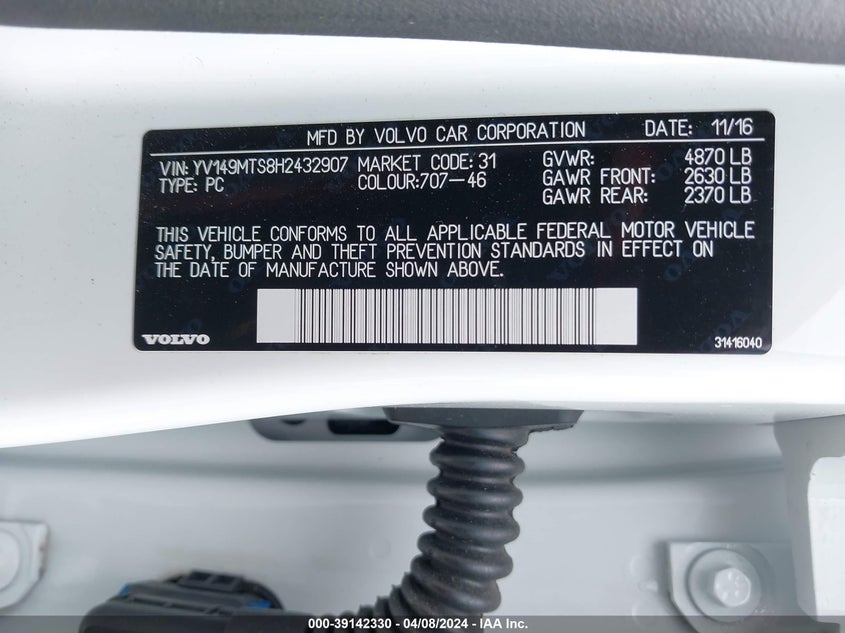 MFD BY VOLVO CAR CORPORATION DATE: 11/16
VIN: YV149MTS8H2432907 MARKET CODE: 31 GVWR: 4870 LB
TYPE: PC COLOUR:707-46 GAWR FRONT: 2630 LB
GAWR REAR: 2370 LB
THIS VEHICLE CONFORMS TO ALL APPLICABLE FEDERAL MOTOR VEHICLE
SAFETY, BUMPER AND THEFT PREVENTION STANDARDS IN EFFECT ON
THE DATE OF MANUFACTURE SHOWN ABOVE.
VOLVO
31416040
000-39142330 - 04/08/2024 - IAA Inc.